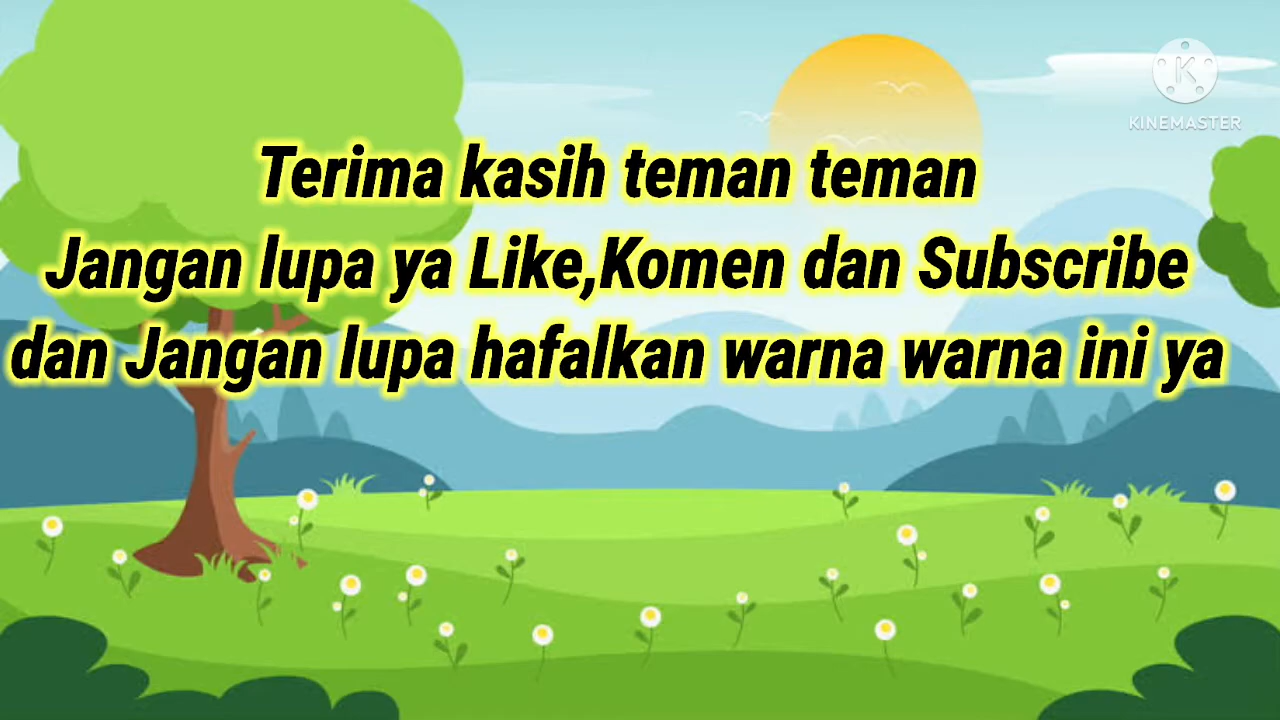 KINEMASTER
Terima kasih teman teman
Jangan lupa ya Like,Komen dan Subscribe
dan Jangan lupa hafalkan warna warna ini ya